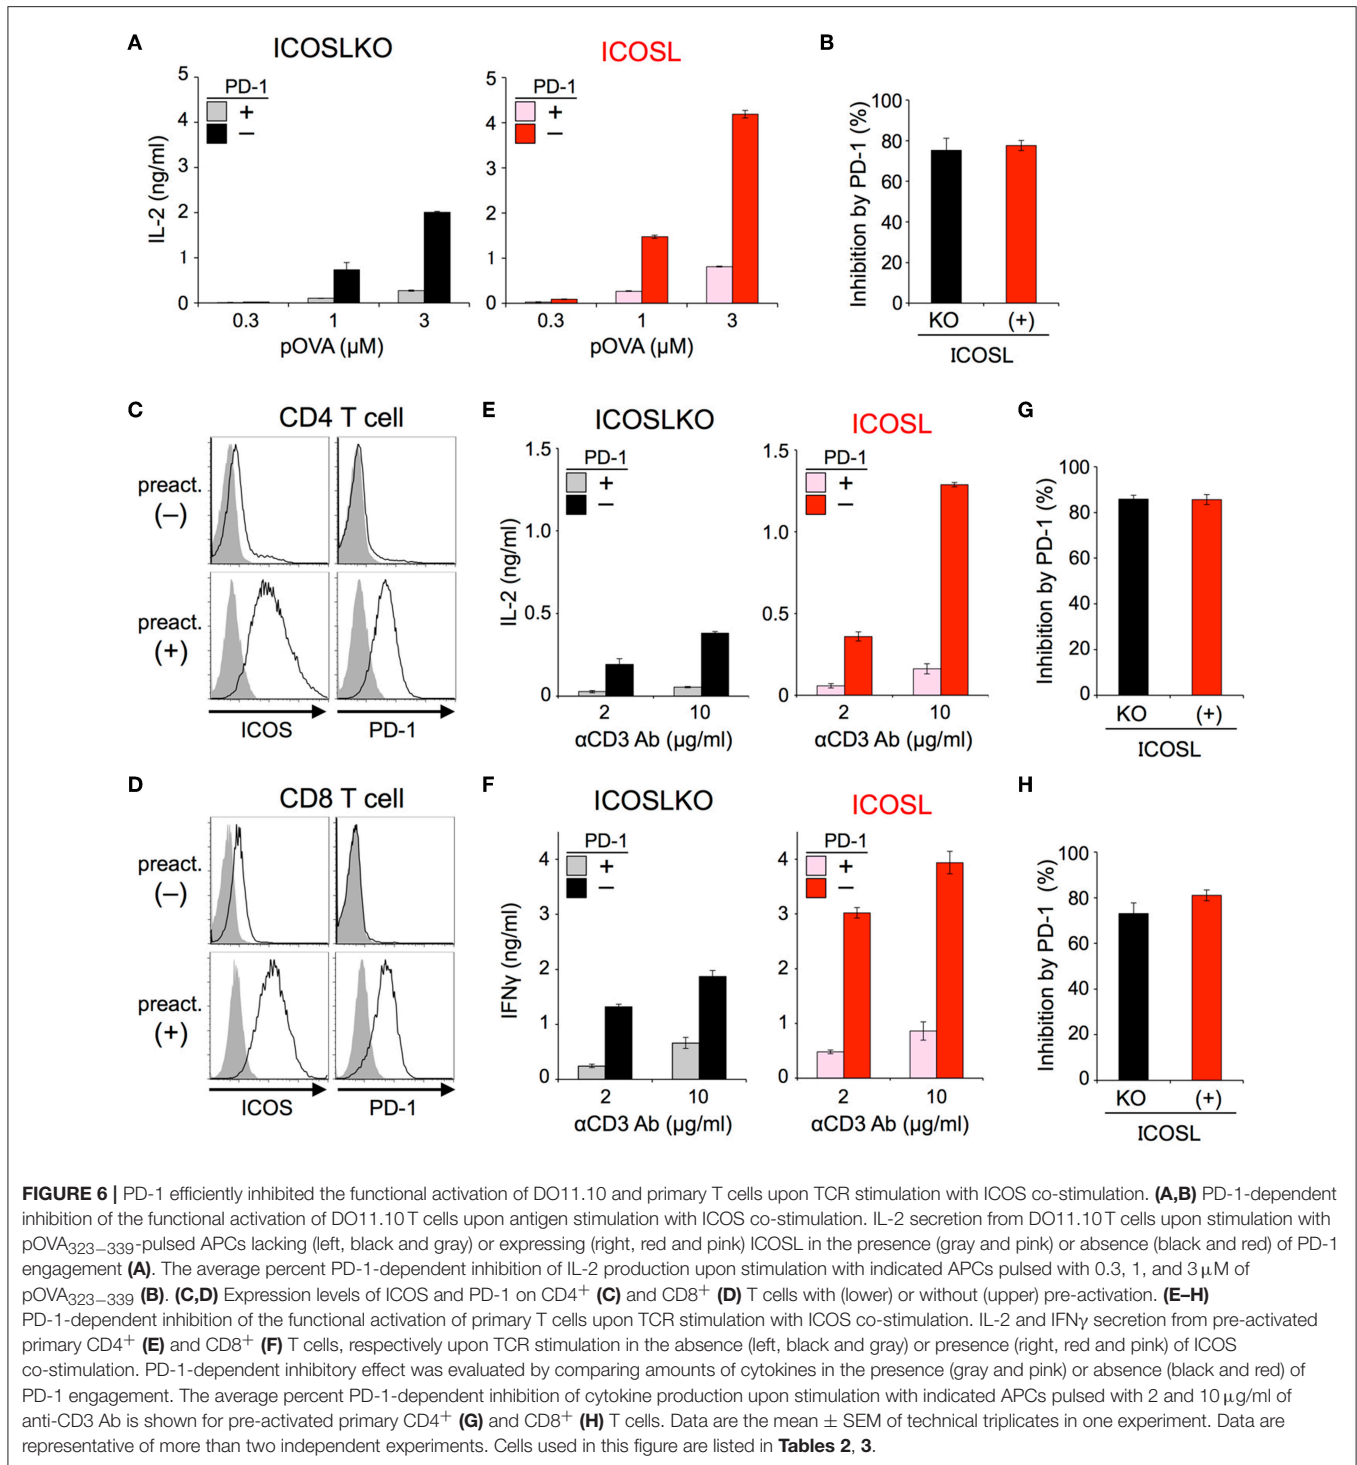 A
ICOSLKO
ICOSL
IL-2 (ng/ml)
5
4
3
2
1
0
PD-1
+
−
0.3
1
3
pOVA (µM)
5
4
3
2
1
0
PD-1
+
−
0.3
1
3
pOVA (µM)
B
Inhibition by PD-1 (%)
100
80
60
40
20
0
KO
(+)
ICOSL
C
CD4 T cell
preact.
(−)
preact.
(+)
ICOS
PD-1
E
ICOSLKO
ICOSL
IL-2 (ng/ml)
1.5
1.0
0.5
0
PD-1
+
−
2
10
αCD3 Ab (µg/ml)
1.5
1.0
0.5
0
PD-1
+
−
2
10
αCD3 Ab (µg/ml)
G
Inhibition by PD-1 (%)
100
80
60
40
20
0
KO
(+)
ICOSL
D
CD8 T cell
preact.
(−)
preact.
(+)
ICOS
PD-1
F
ICOSLKO
ICOSL
IFNγ (ng/ml)
4
3
2
1
0
PD-1
+
−
2
10
αCD3 Ab (µg/ml)
4
3
2
1
0
PD-1
+
−
2
10
αCD3 Ab (µg/ml)
H
Inhibition by PD-1 (%)
100
80
60
40
20
0
KO
(+)
ICOSL
FIGURE 6 | PD-1 efficiently inhibited the functional activation of DO11.10 and primary T cells upon TCR stimulation with ICOS co-stimulation. (A,B) PD-1-dependent
inhibition of the functional activation of DO11.10 T cells upon antigen stimulation with ICOS co-stimulation. IL-2 secretion from DO11.10 T cells upon stimulation with
pOVA323−339-pulsed APCs lacking (left, black and gray) or expressing (right, red and pink) ICOSL in the presence (gray and pink) or absence (black and red) of PD-1
engagement (A). The average percent PD-1-dependent inhibition of IL-2 production upon stimulation with indicated APCs pulsed with 0.3, 1, and 3 µM of
pOVA323−339 (B). (C,D) Expression levels of ICOS and PD-1 on CD4+ (C) and CD8+ (D) T cells with (lower) or without (upper) pre-activation. (E–H)
PD-1-dependent inhibition of the functional activation of primary T cells upon TCR stimulation with ICOS co-stimulation. IL-2 and IFNγ secretion from pre-activated
primary CD4+ (E) and CD8+ (F) T cells, respectively upon TCR stimulation in the absence (left, black and gray) or presence (right, red and pink) of ICOS
co-stimulation. PD-1-dependent inhibitory effect was evaluated by comparing amounts of cytokines in the presence (gray and pink) or absence (black and red) of
PD-1 engagement. The average percent PD-1-dependent inhibition of cytokine production upon stimulation with indicated APCs pulsed with 2 and 10 µg/ml of
anti-CD3 Ab is shown for pre-activated primary CD4+ (G) and CD8+ (H) T cells. Data are the mean ± SEM of technical triplicates in one experiment. Data are
representative of more than two independent experiments. Cells used in this figure are listed in Tables 2, 3.